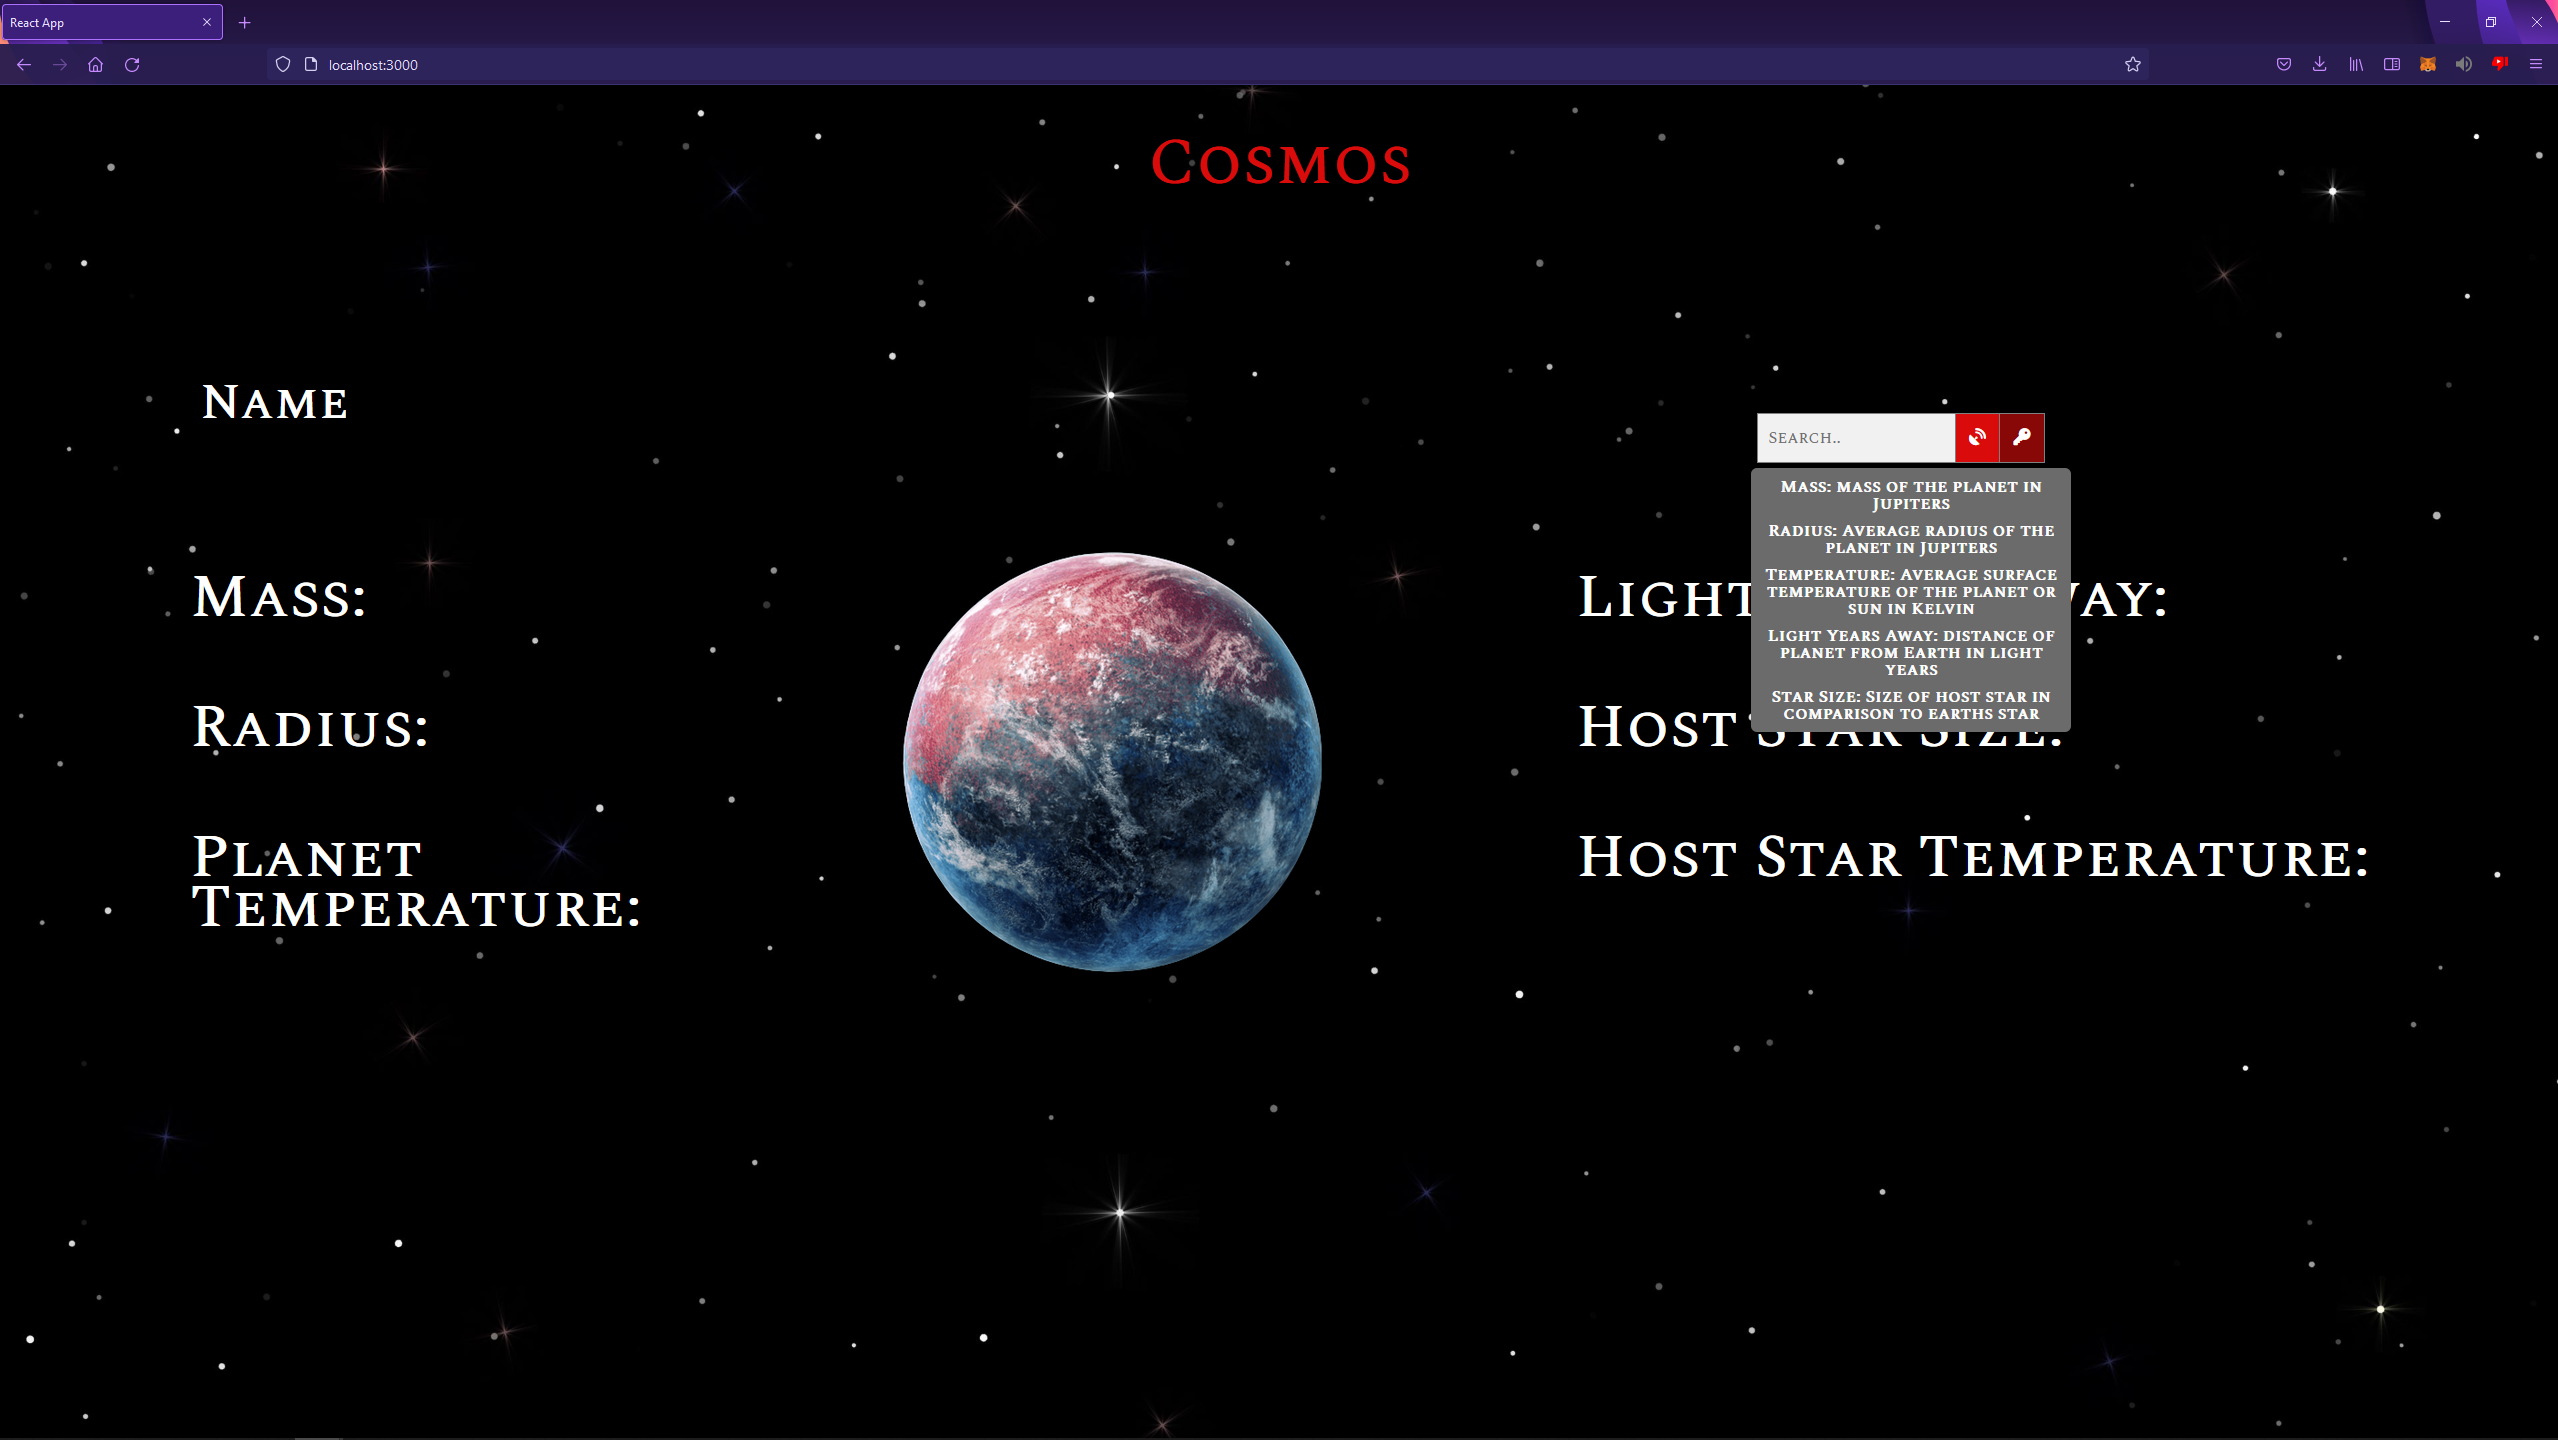 React App
localhost:3000
Cosmos
Name
Search..
Mass: mass of the planet in
Jupiters
Radius: Average radius of the
planet in Jupiters
Temperature: Average surface
temperature of the planet or
sun in Kelvin
Light Years Away: distance of
planet from Earth in light
years
Star Size: Size of host star in
comparison to earths star
Mass:
Radius:
Planet
Temperature:
Light way:
Host Star Size:
Host Star Temperature: